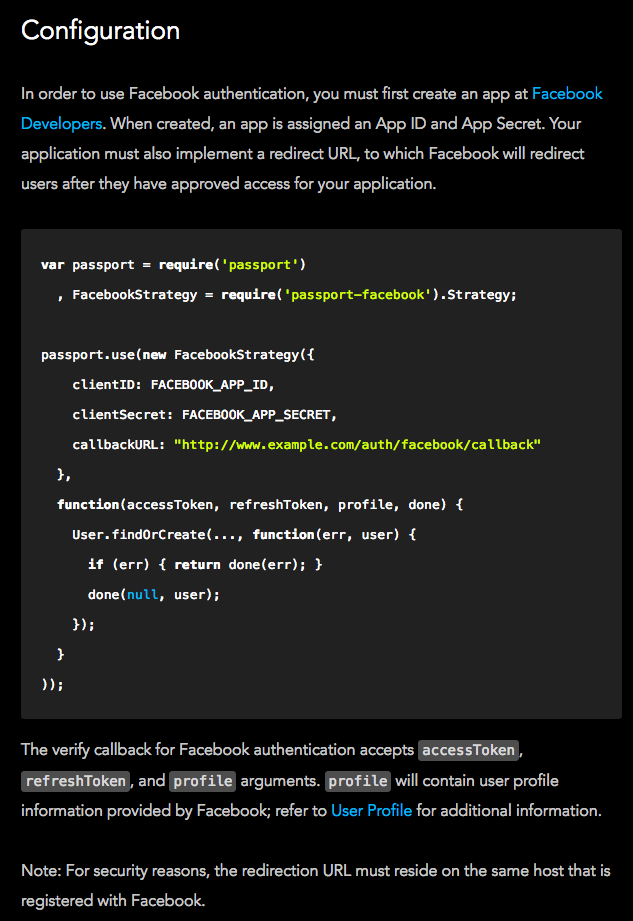 Configuration
In order to use Facebook authentication, you must first create an app at Facebook
Developers. When created, an app is assigned an App ID and App Secret. Your
application must also implement a redirect URL, to which Facebook will redirect
users after they have approved access for your application.
var passport = require('passport')
  , FacebookStrategy = require('passport-facebook').Strategy;
passport.use(new FacebookStrategy({
    clientID: FACEBOOK_APP_ID,
    clientSecret: FACEBOOK_APP_SECRET,
    callbackURL: "http://www.example.com/auth/facebook/callback"
  },
  function(accessToken, refreshToken, profile, done) {
    User.findOrCreate(..., function(err, user) {
      if (err) { return done(err); }
      done(null, user);
    });
  }
));
The verify callback for Facebook authentication accepts accessToken,
refreshToken, and profile arguments. profile will contain user profile
information provided by Facebook; refer to User Profile for additional information.
Note: For security reasons, the redirection URL must reside on the same host that is
registered with Facebook.